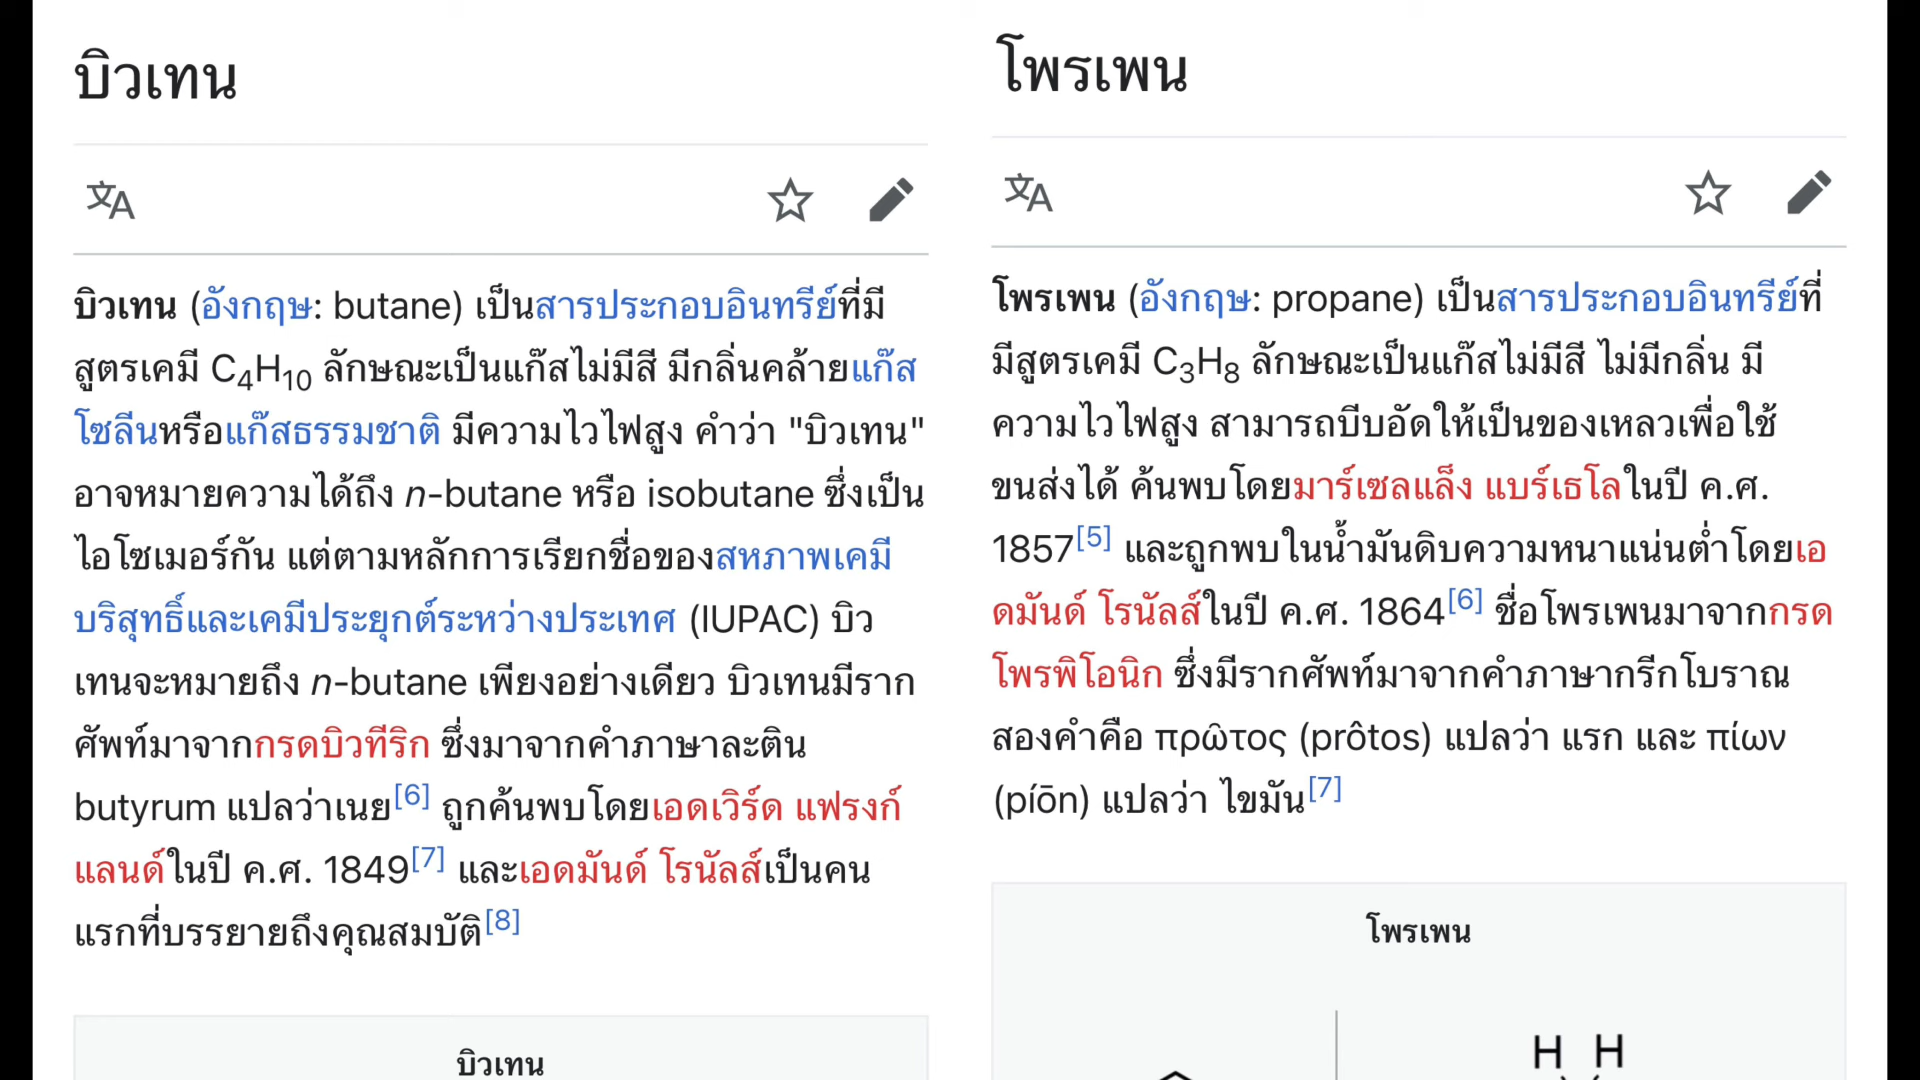 บิวเทน
บิวเทน (อังกฤษ: butane) เป็นสารประกอบอินทรีย์ที่มี
สูตรเคมี C₄H₁₀ ลักษณะเป็นแก๊สไม่มีสี มีกลิ่นคล้ายแก๊ส
โซลีนหรือแก๊สธรรมชาติ มีความไวไฟสูง คำว่า "บิวเทน"
อาจหมายความได้ถึง n-butane หรือ isobutane ซึ่งเป็น
ไอโซเมอร์กัน แต่ตามหลักการเรียกชื่อของสหภาพเคมี
บริสุทธิ์และเคมีประยุกต์ระหว่างประเทศ (IUPAC) บิว
เทนจะหมายถึง n-butane เพียงอย่างเดียว บิวเทนมีราก
ศัพท์มาจากกรดบิวทีริก ซึ่งมาจากคำภาษาละติน
butyrum แปลว่าเนย[6] ถูกค้นพบโดยเอดเวิร์ด แฟรงก์
แลนด์ในปี ค.ศ. 1849[7] และเอดมันด์ โรนัลส์เป็นคน
แรกที่บรรยายถึงคุณสมบัติ[8]
บิวเทน
โพรเพน
โพรเพน (อังกฤษ: propane) เป็นสารประกอบอินทรีย์ที่
มีสูตรเคมี C₃H₈ ลักษณะเป็นแก๊สไม่มีสี ไม่มีกลิ่น มี
ความไวไฟสูง สามารถบีบอัดให้เป็นของเหลวเพื่อใช้
ขนส่งได้ ค้นพบโดยมาร์เซลแล็ง แบร์เธโลในปี ค.ศ.
1857[5] และถูกพบในน้ำมันดิบความหนาแน่นต่ำโดยเอ
ดมันด์ โรนัลส์ในปี ค.ศ. 1864[6] ชื่อโพรเพนมาจากกรด
โพรพิโอนิก ซึ่งมีรากศัพท์มาจากคำภาษากรีกโบราณ
สองคำคือ πρῶτος (prôtos) แปลว่า แรก และ πίων
(píōn) แปลว่า ไขมัน[7]
โพรเพน
H H